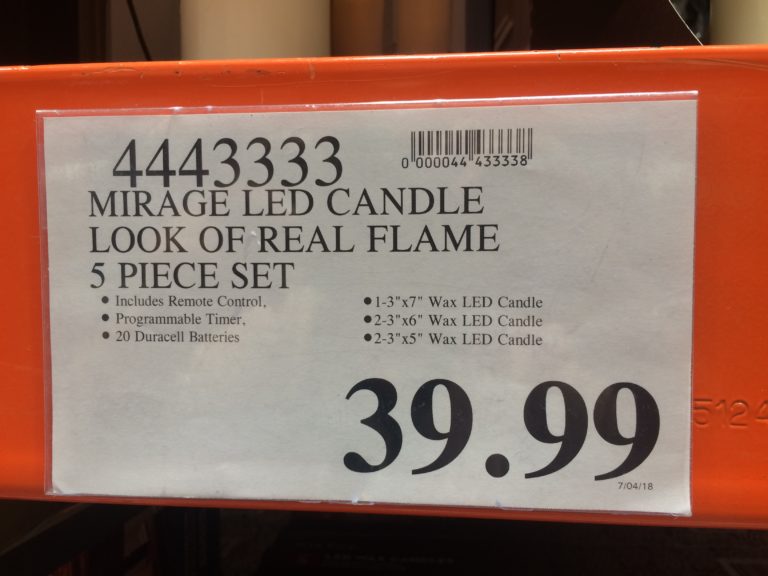 4443333
0 000044 433338
MIRAGE LED CANDLE
LOOK OF REAL FLAME
5 PIECE SET
• Includes Remote Control,
• Programmable Timer,
• 20 Duracell Batteries
•1-3"x7" Wax LED Candle
•2-3"x6" Wax LED Candle
•2-3"x5" Wax LED Candle
39.99
7/04/18
5124